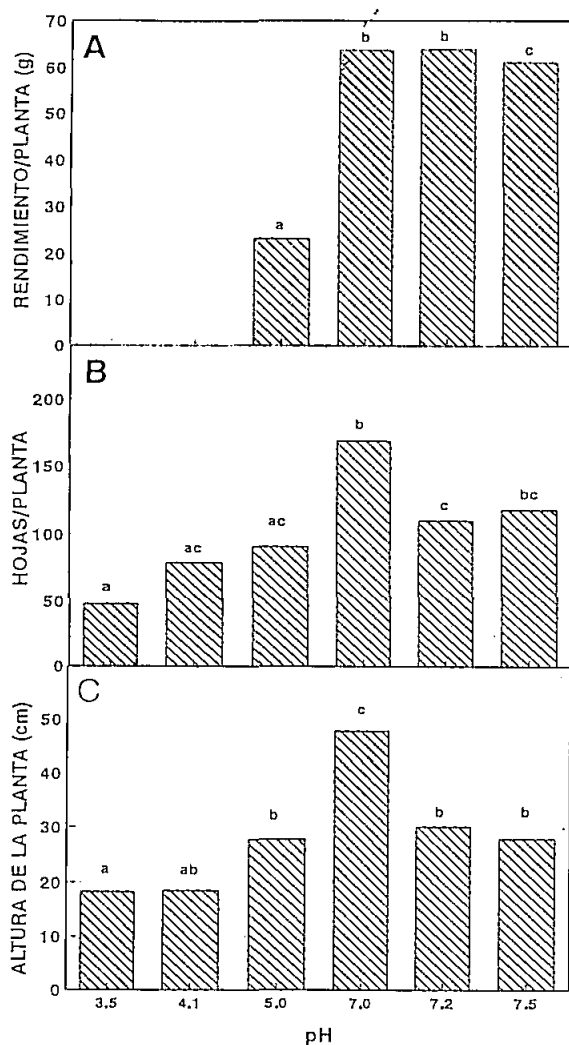 A
RENDIMIENTO/PLANTA (g)
70
60
50
40
30
20
10
0
a
b
b
c
B
HOJAS/PLANTA
200
150
100
50
0
a
ac
ac
b
c
bc
C
ALTURA DE LA PLANTA (cm)
50
40
30
20
10
0
a
ab
b
c
b
b
3.5 4.1 5.0 7.0 7.2 7.5
pH